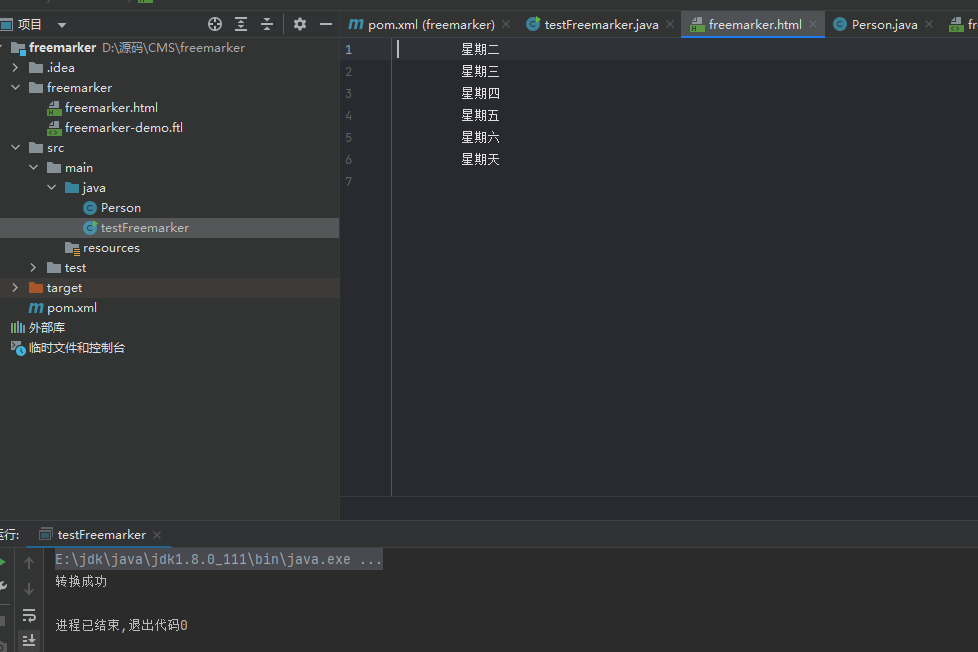 项目
pom.xml (freemarker)
testFreemarker.java
freemarker.html
Person.java
freemarker D:\源码\CMS\freemarker
.idea
freemarker
freemarker.html
freemarker-demo.ftl
src
main
java
Person
testFreemarker
resources
test
target
pom.xml
外部库
临时文件和控制台
1 星期二
2 星期三
3 星期四
4 星期五
5 星期六
6 星期天
7
testFreemarker
E:\jdk\java\jdk1.8.0_111\bin\java.exe ...
转换成功
进程已结束,退出代码0